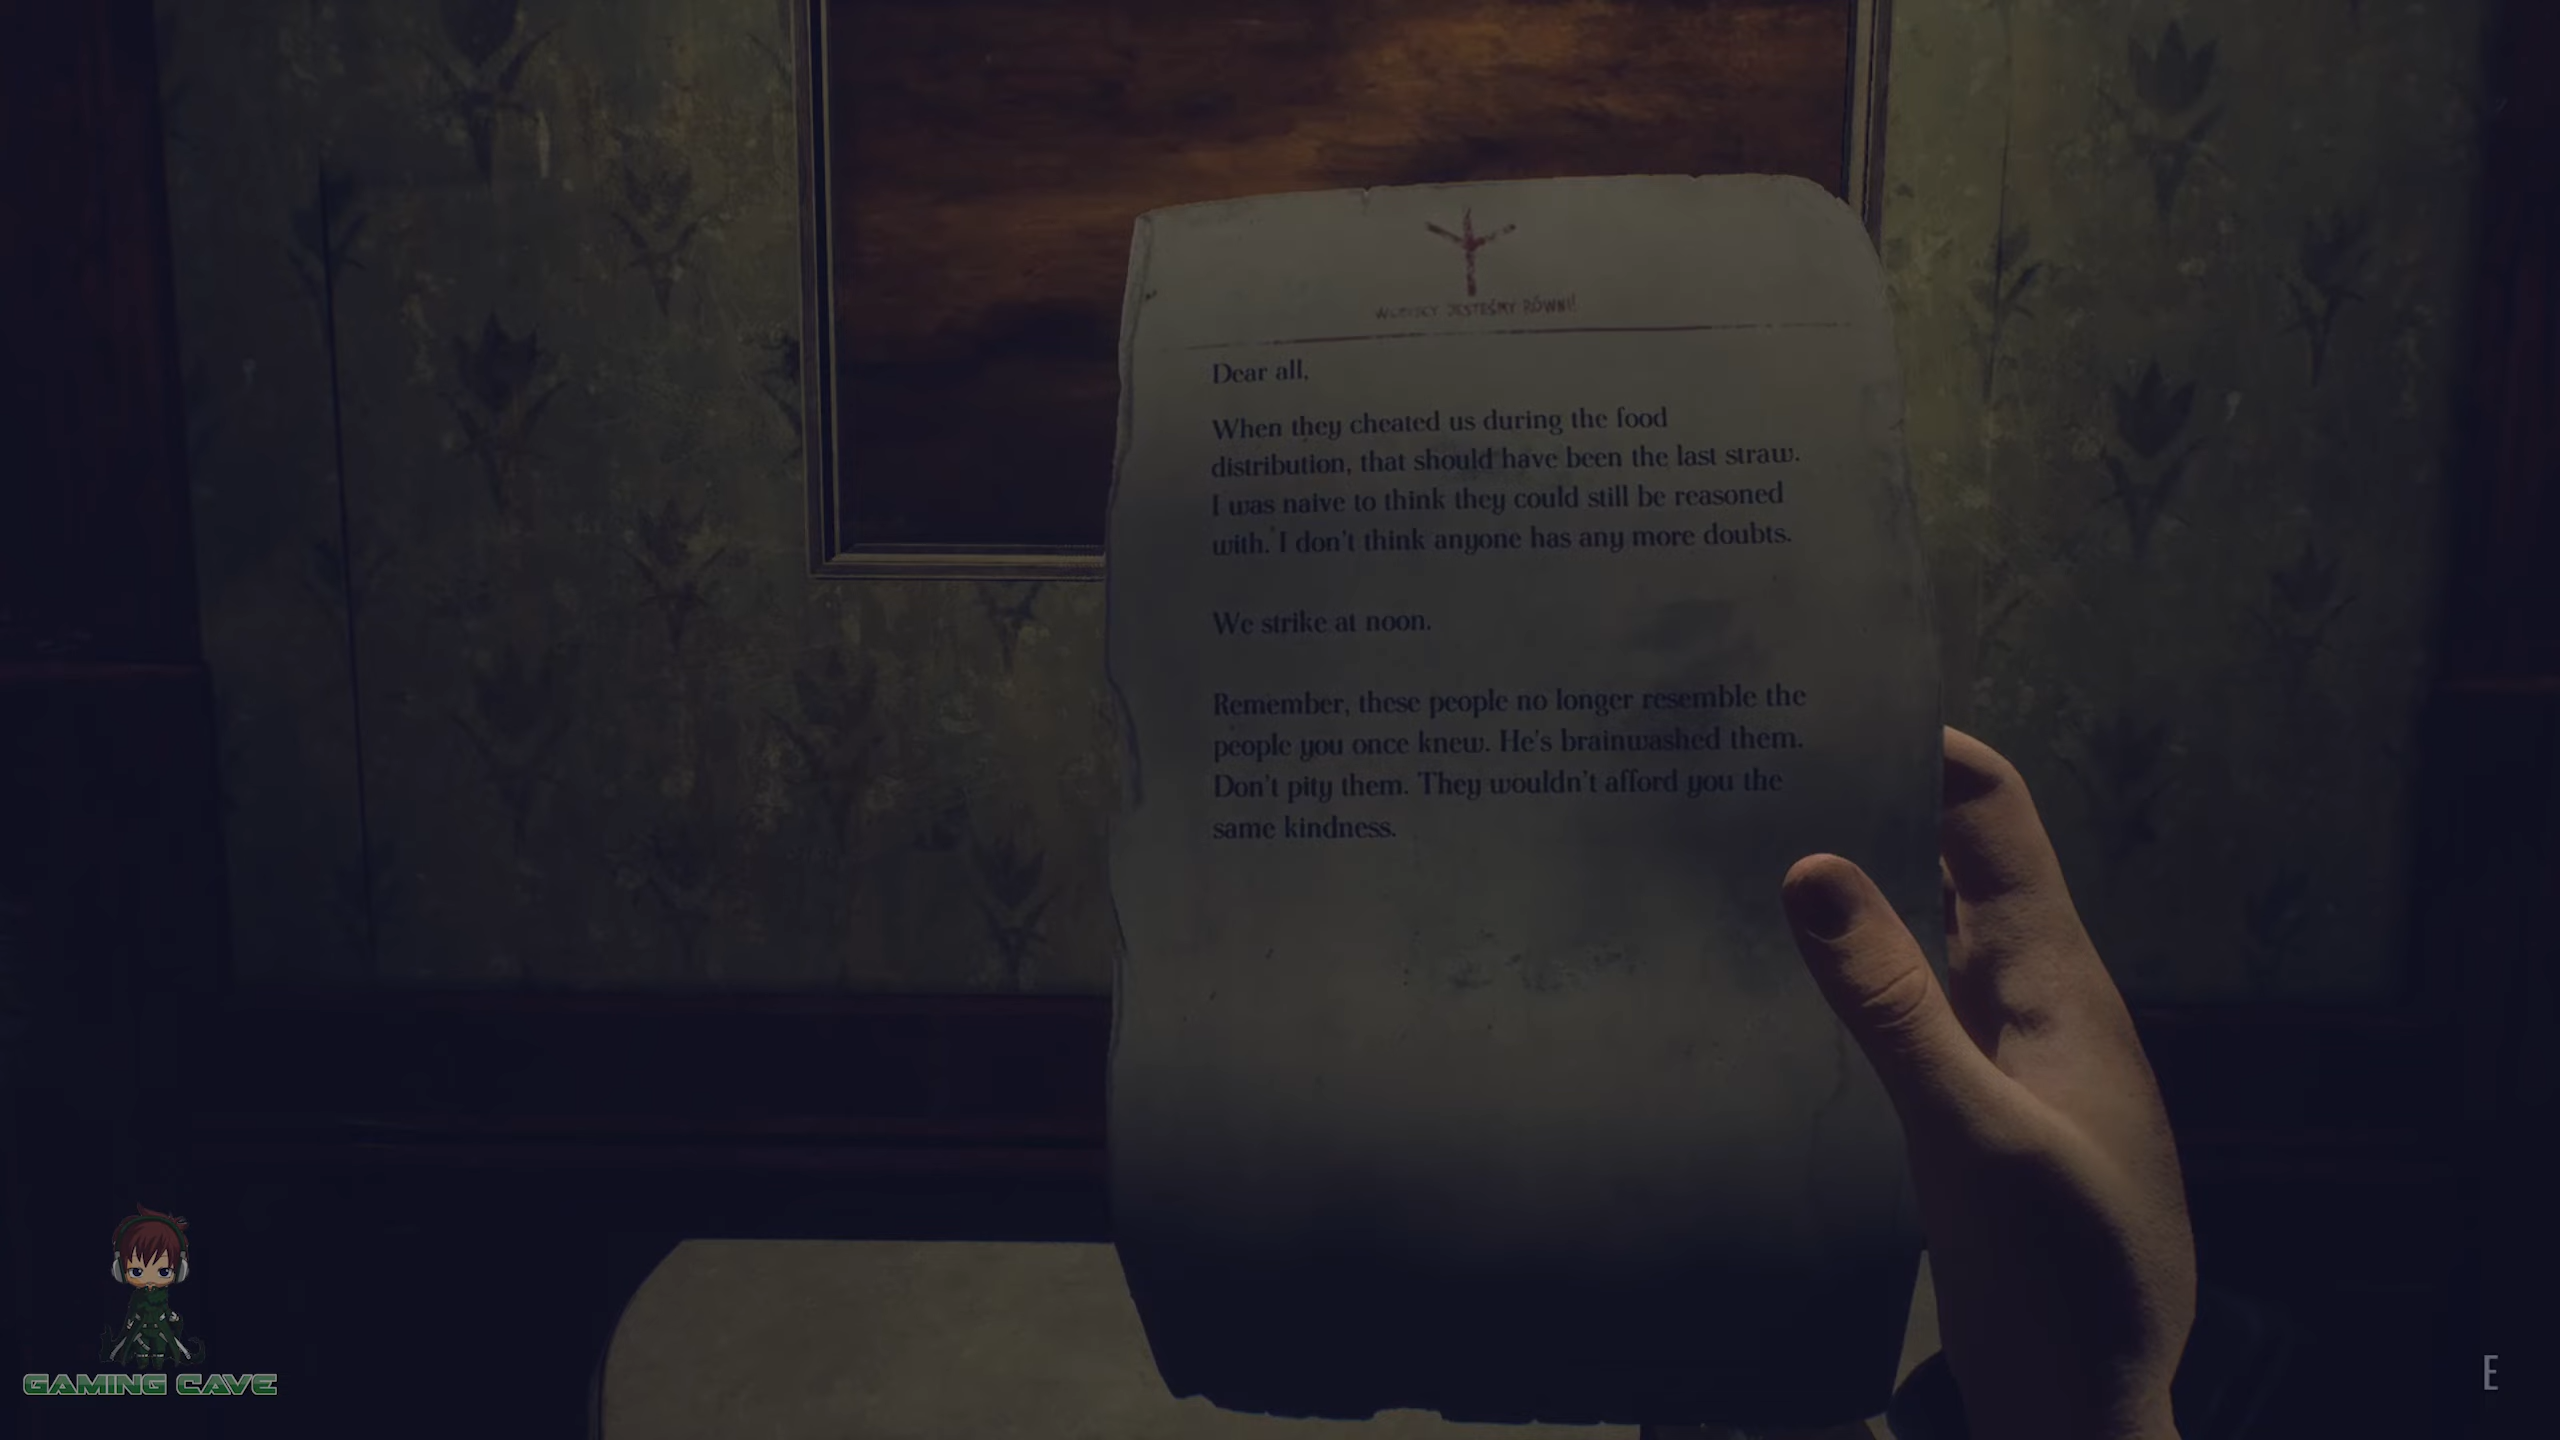 WSZYSCY JESTEŚMY RÓWNI!
Dear all,
When they cheated us during the food
distribution, that should have been the last straw.
I was naive to think they could still be reasoned
with. I don't think anyone has any more doubts.
We strike at noon.
Remember, these people no longer resemble the
people you once knew. He's brainwashed them.
Don't pity them. They wouldn't afford you the
same kindness.
GAMING CAVE
E